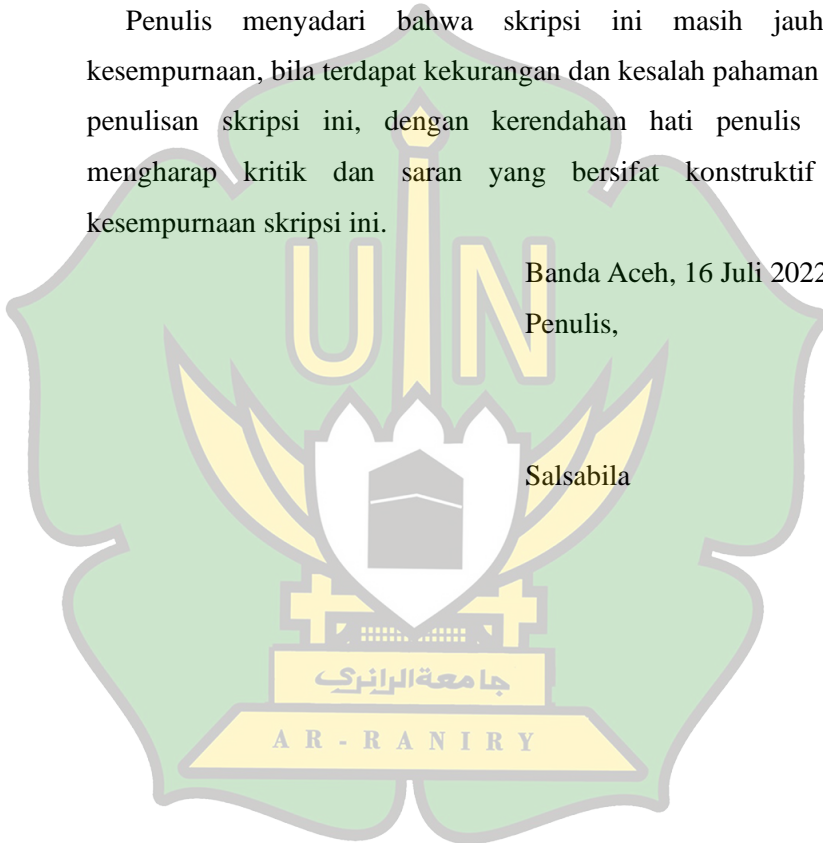 Penulis menyadari bahwa skripsi ini masih jauh
kesempurnaan, bila terdapat kekurangan dan kesalah pahaman
penulisan skripsi ini, dengan kerendahan hati penulis
mengharap kritik dan saran yang bersifat konstruktif
kesempurnaan skripsi ini.
Banda Aceh, 16 Juli 2022
Penulis,
UIN
Salsabila
جامعة الرانري
AR-RANIRY